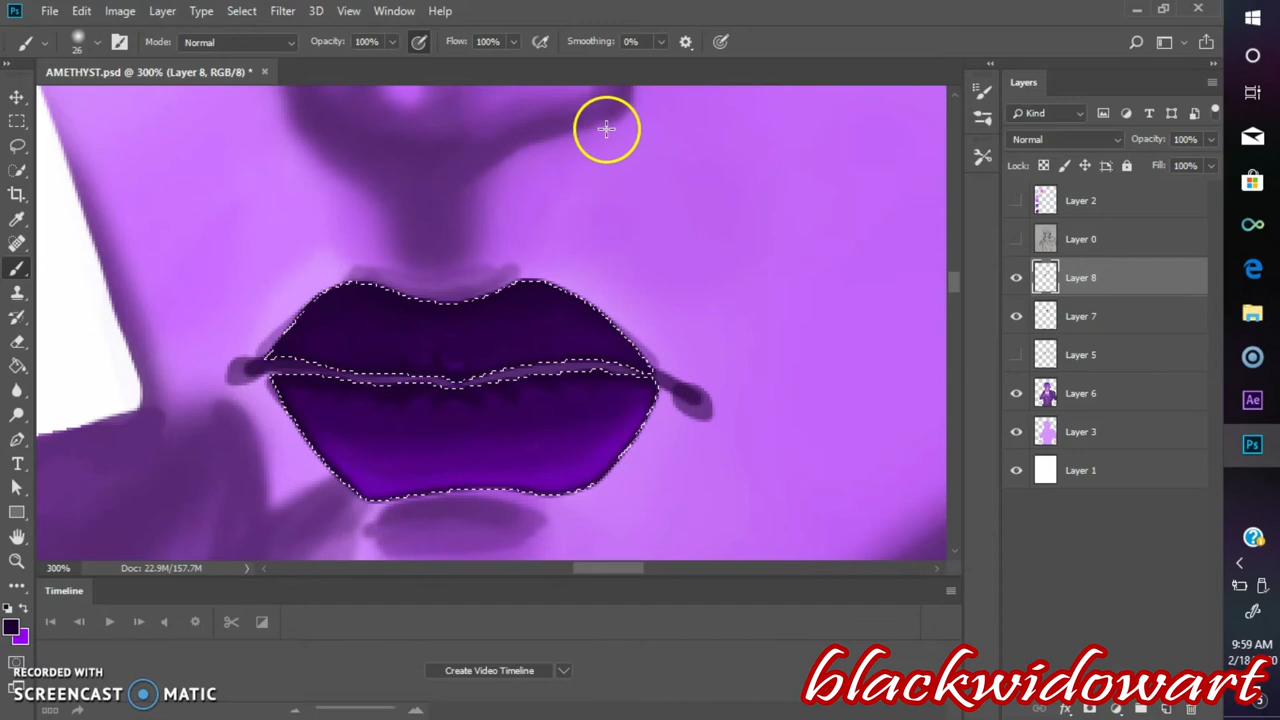 Ps File Edit Image Layer Type Select Filter 3D View Window Help
26 Mode: Normal Opacity: 100% Flow: 100% Smoothing: 0%
AMETHYST.psd @ 300% (Layer 8, RGB/8) *
Layers
Kind
Normal Opacity: 100%
Lock: Fill: 100%
Layer 2
Layer 0
Layer 8
Layer 7
Layer 5
Layer 6
Layer 3
Layer 1
Ae
Ps
300% Doc: 22.9M/157.7M
Timeline
Create Video Timeline
9:59 AM
RECORDED WITH
SCREENCAST MATIC
blackwidowart